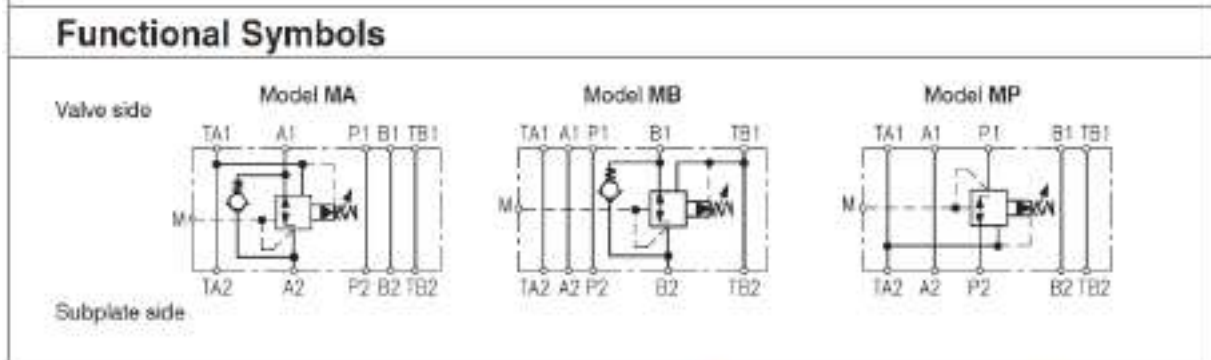 Functional Symbols
Model MA Model MB Model MP
Valve side
TA1 A1 P1 B1 TB1 TA1 A1 P1 B1 TB1 TA1 A1 P1 B1 TB1
M M M
TA2 A2 P2 B2 TB2 TA2 A2 P2 B2 TB2 TA2 A2 P2 B2 TB2
Subplate side